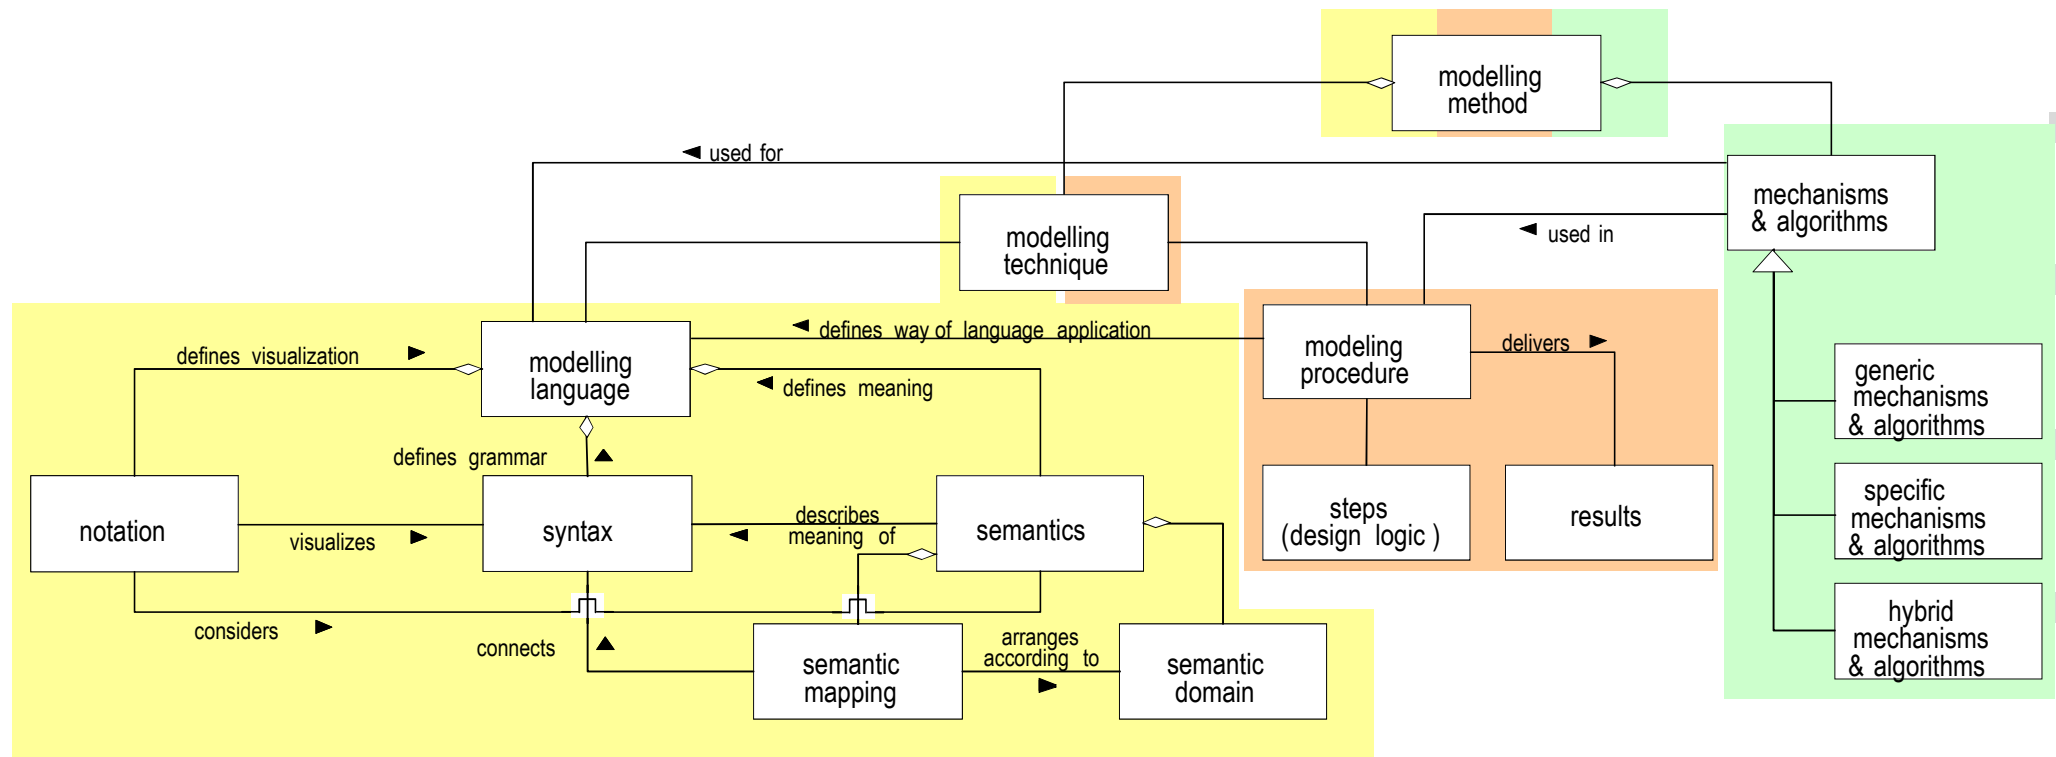 modelling
method
used for
mechanisms
& algorithms
modelling
technique
used in
defines way of language application
defines visualization
modelling
language
defines meaning
modeling
procedure
delivers
generic
mechanisms
& algorithms
defines grammar
notation
visualizes
syntax
describes
meaning of
semantics
steps
(design logic )
results
specific
mechanisms
& algorithms
considers
connects
semantic
mapping
arranges
according to
semantic
domain
hybrid
mechanisms
& algorithms